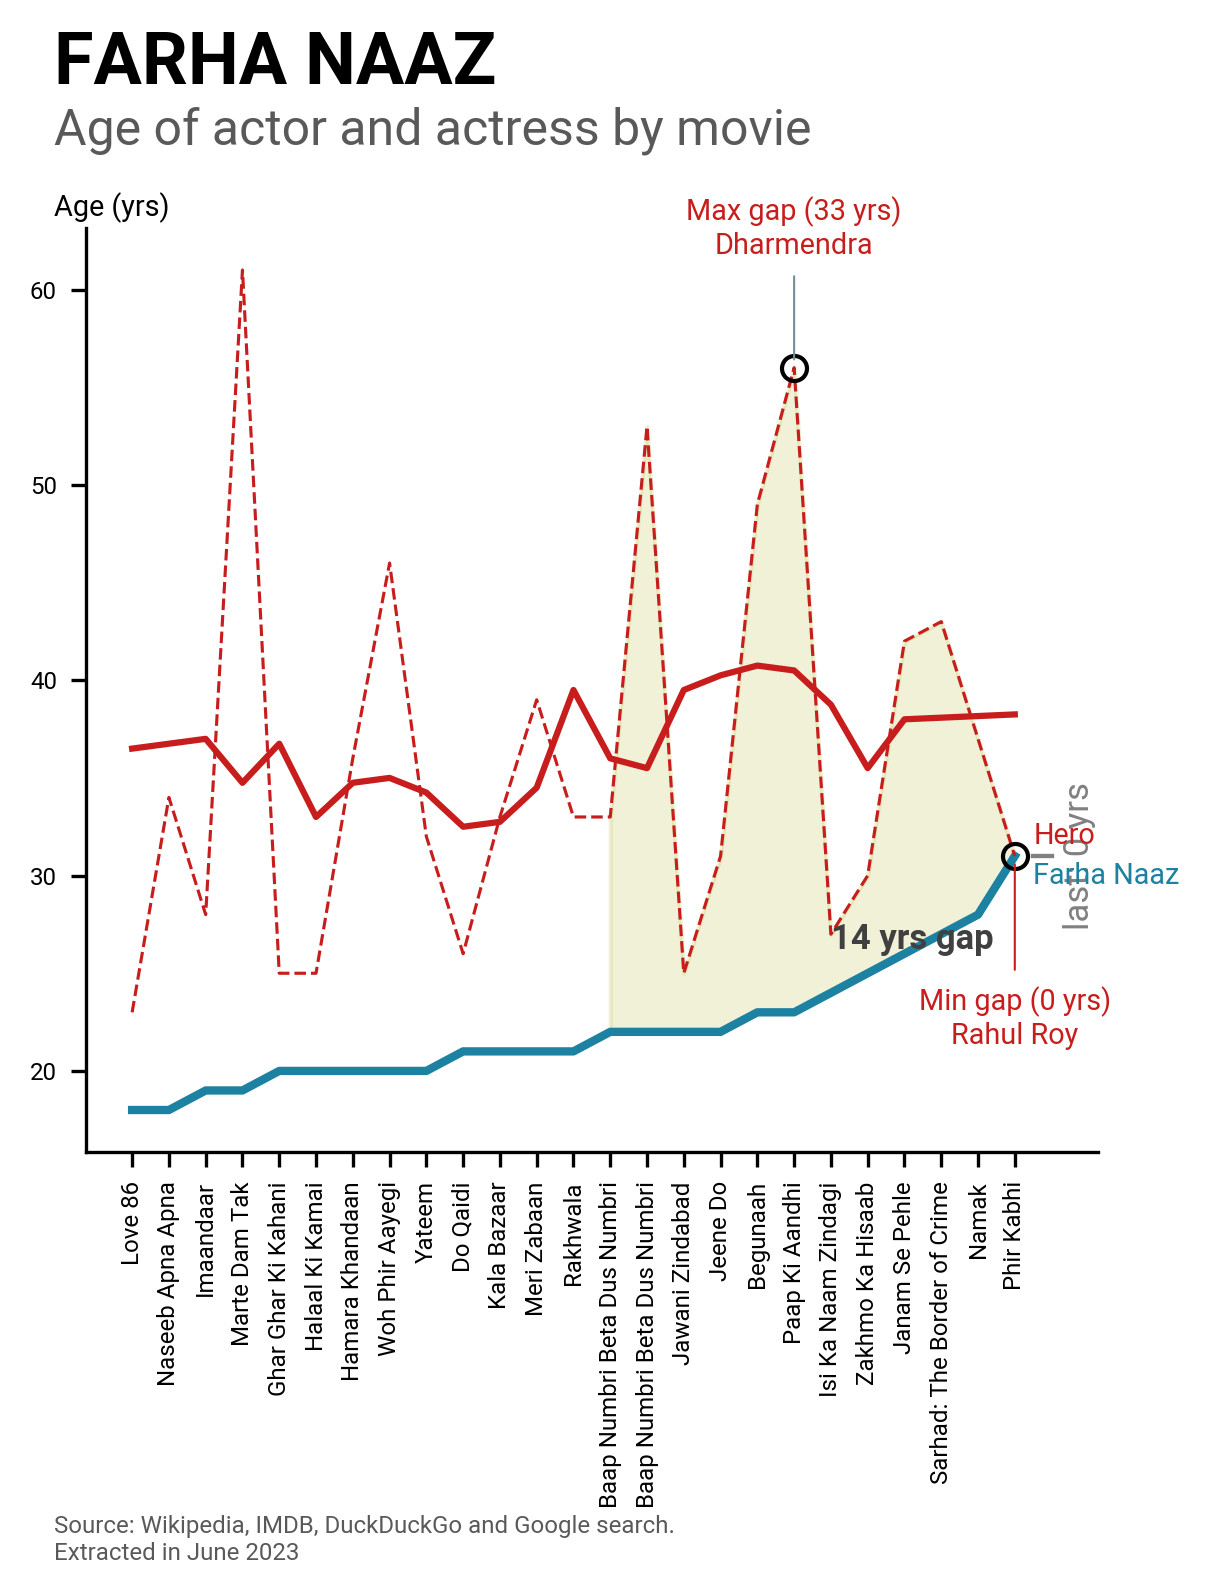 FARHA NAAZ
Age of actor and actress by movie
Age (yrs)
Max gap (33 yrs)
Dharmendra
60
50
40
30
20
Hero
Farha Naaz
last 0 yrs
14 yrs gap
Min gap (0 yrs)
Rahul Roy
Love 86
Naseeb Apna Apna
Imaandaar
Marte Dam Tak
Ghar Ghar Ki Kahani
Halaal Ki Kamai
Hamara Khandaan
Woh Phir Aayegi
Yateem
Do Qaidi
Kala Bazaar
Meri Zabaan
Rakhwala
Baap Numbri Beta Dus Numbri
Baap Numbri Beta Dus Numbri
Jawani Zindabad
Jeene Do
Begunaah
Paap Ki Aandhi
Isi Ka Naam Zindagi
Zakhmo Ka Hisaab
Janam Se Pehle
Sarhad: The Border of Crime
Namak
Phir Kabhi
Source: Wikipedia, IMDB, DuckDuckGo and Google search.
Extracted in June 2023